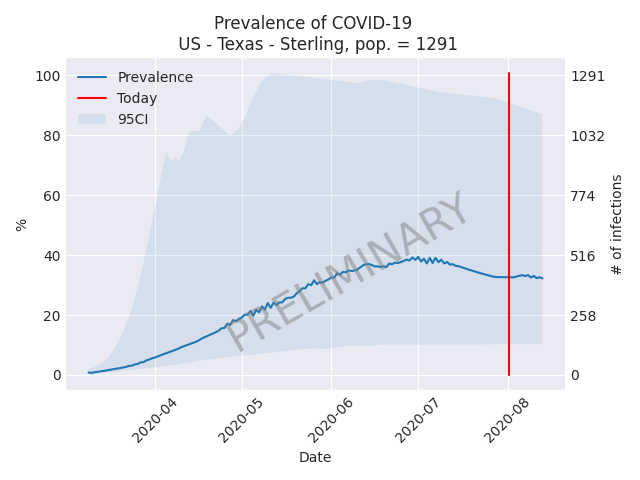 Prevalence of COVID-19
US - Texas - Sterling, pop. = 1291
Prevalence
Today
95CI
100
80
60
40
20
0
%
1291
1032
774
516
258
0
# of infections
PRELIMINARY
2020-04
2020-05
2020-06
2020-07
2020-08
Date